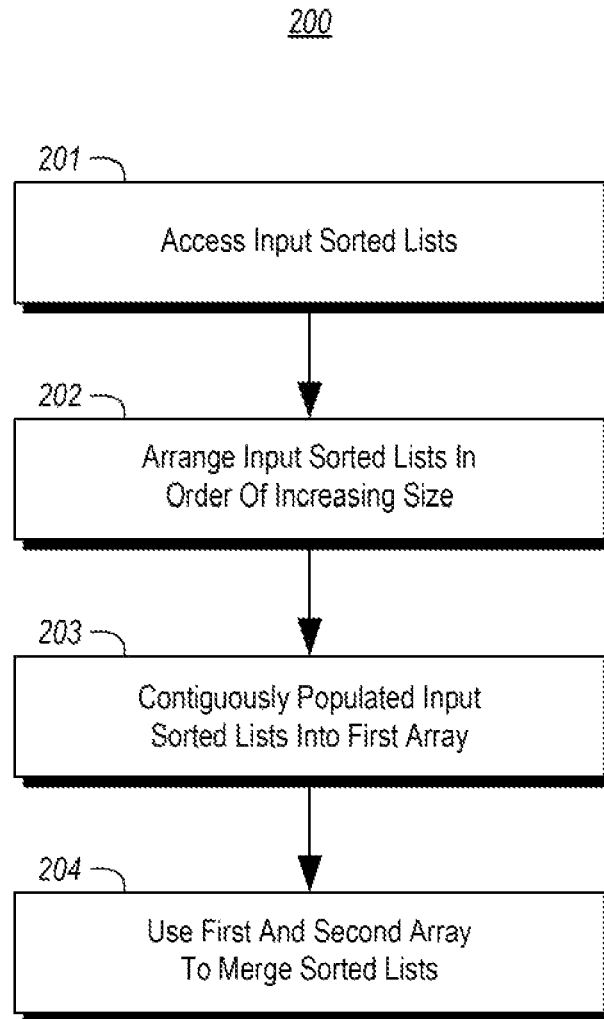 200
201
Access Input Sorted Lists
202
Arrange Input Sorted Lists In
Order Of Increasing Size
203
Contiguously Populated Input
Sorted Lists Into First Array
204
Use First And Second Array
To Merge Sorted Lists